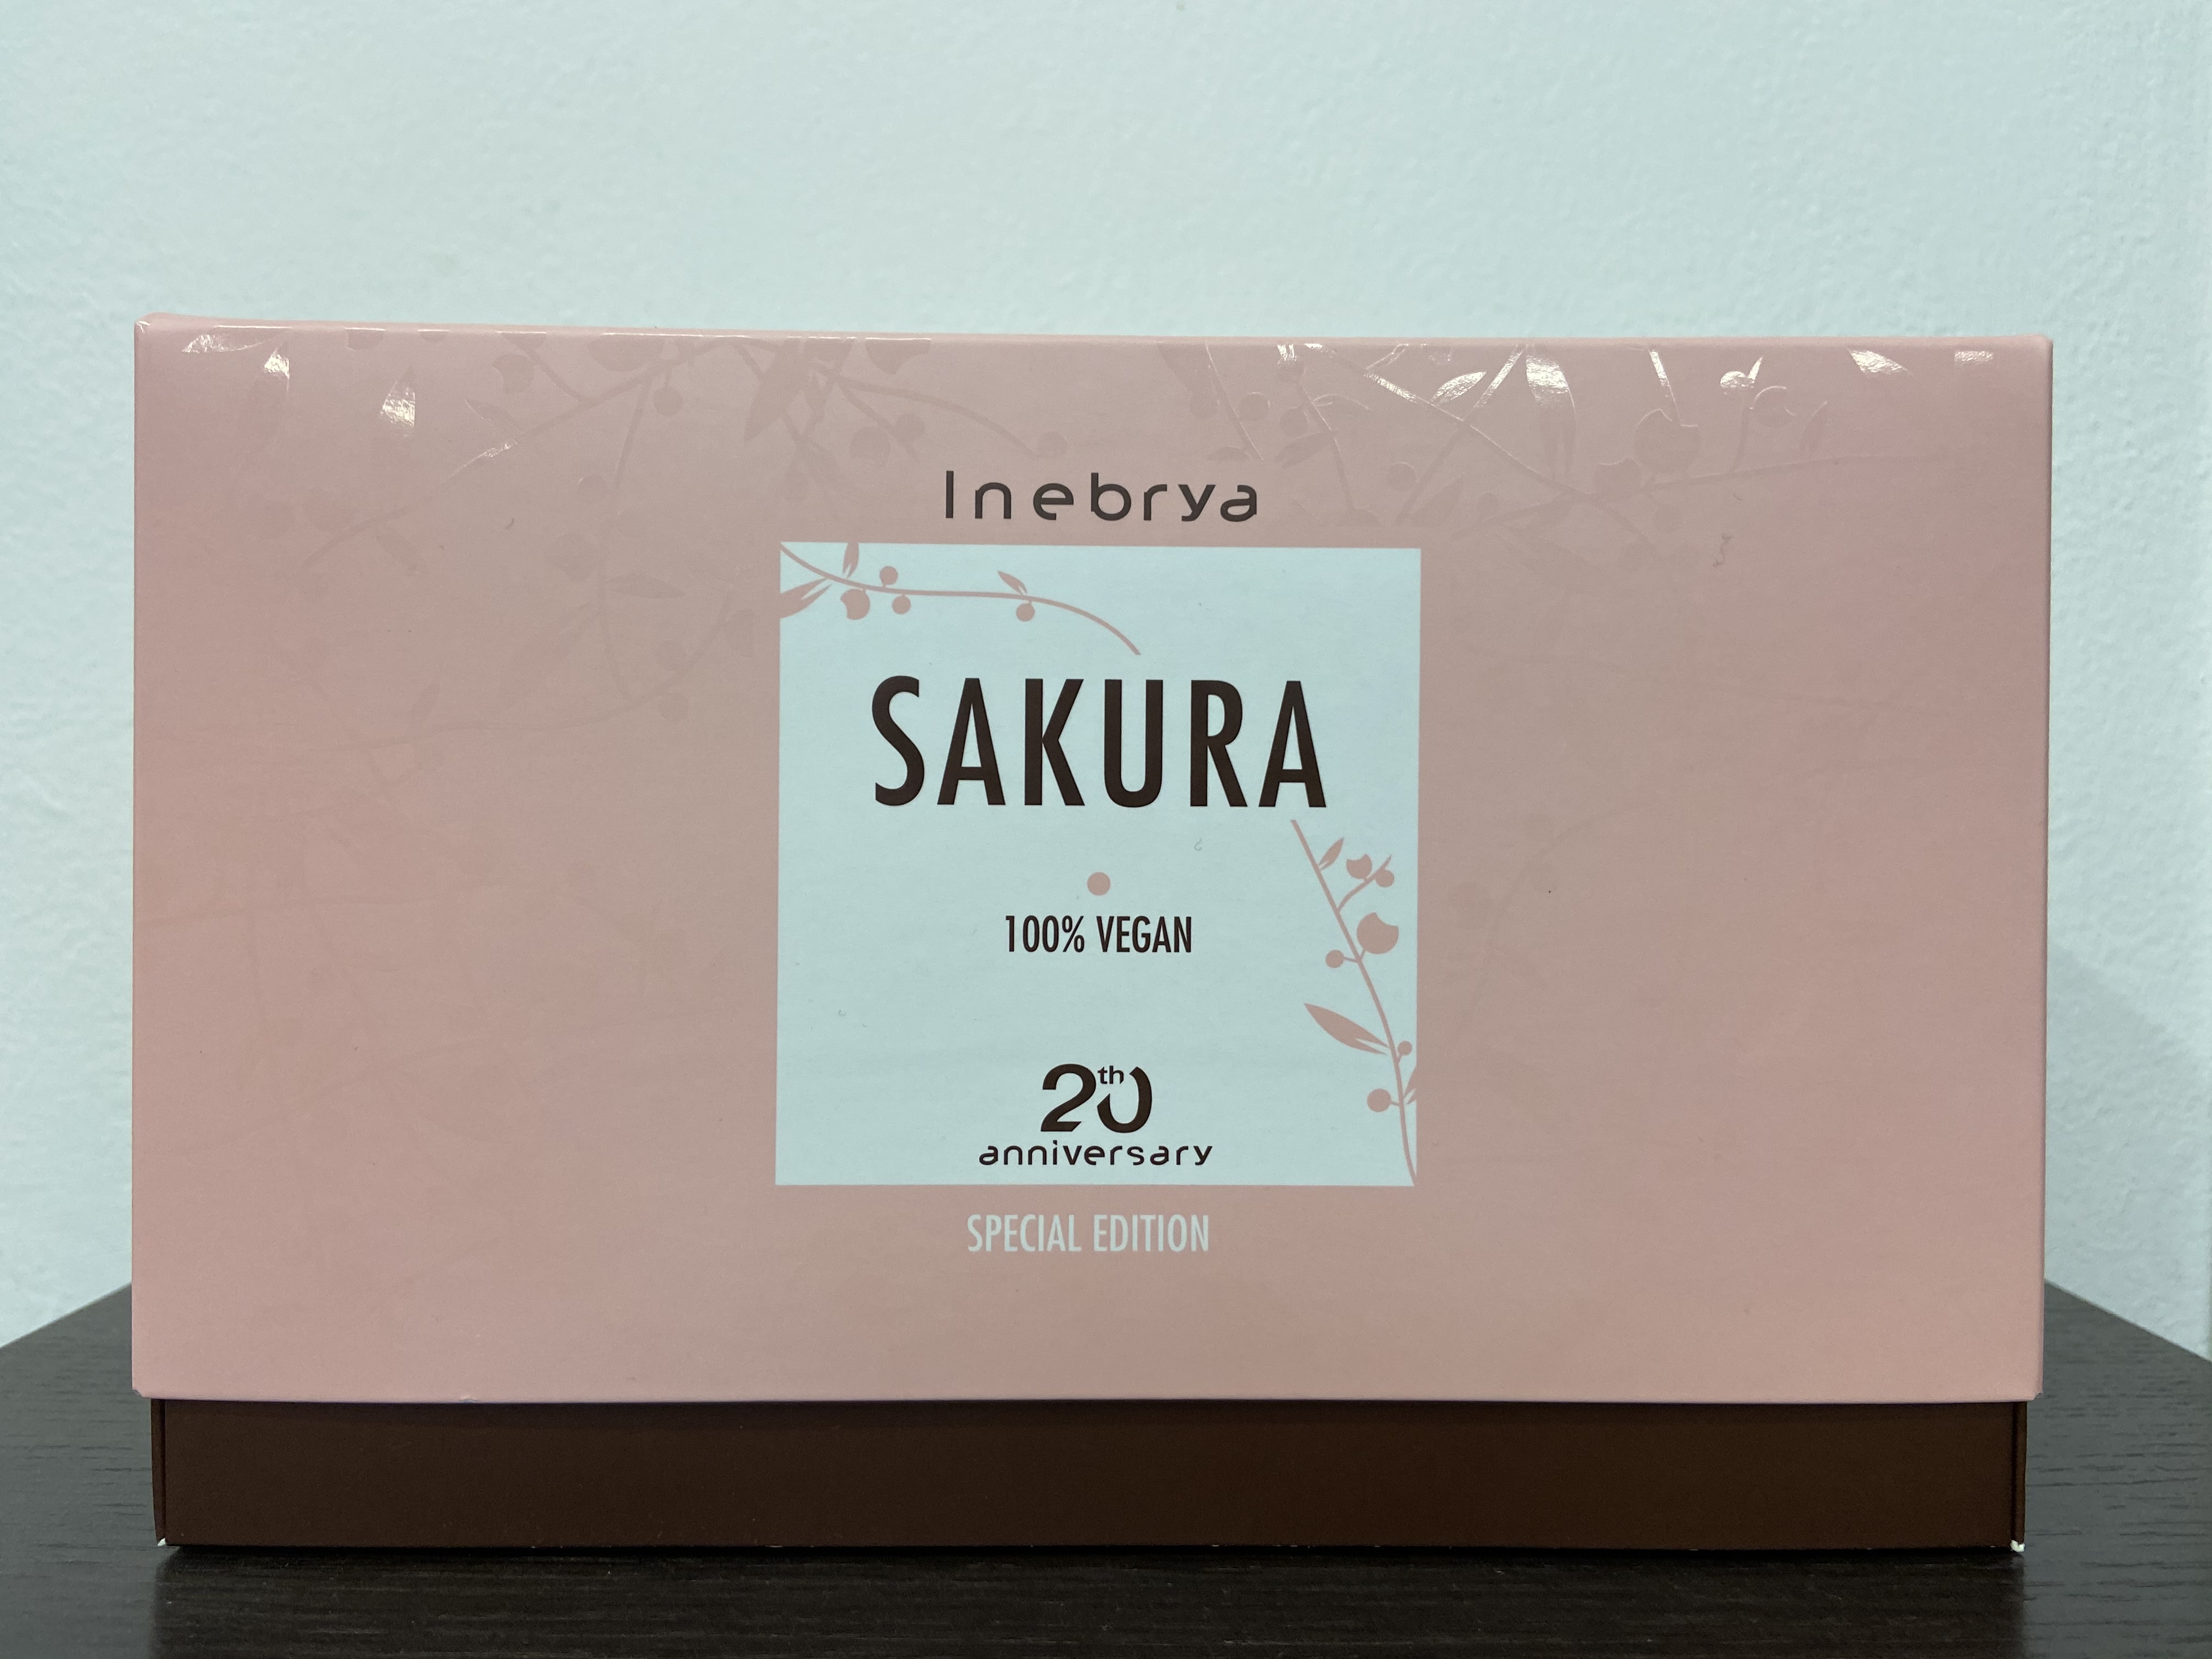 Inebrya
SAKURA
100% VEGAN
20th
anniversary
SPECIAL EDITION